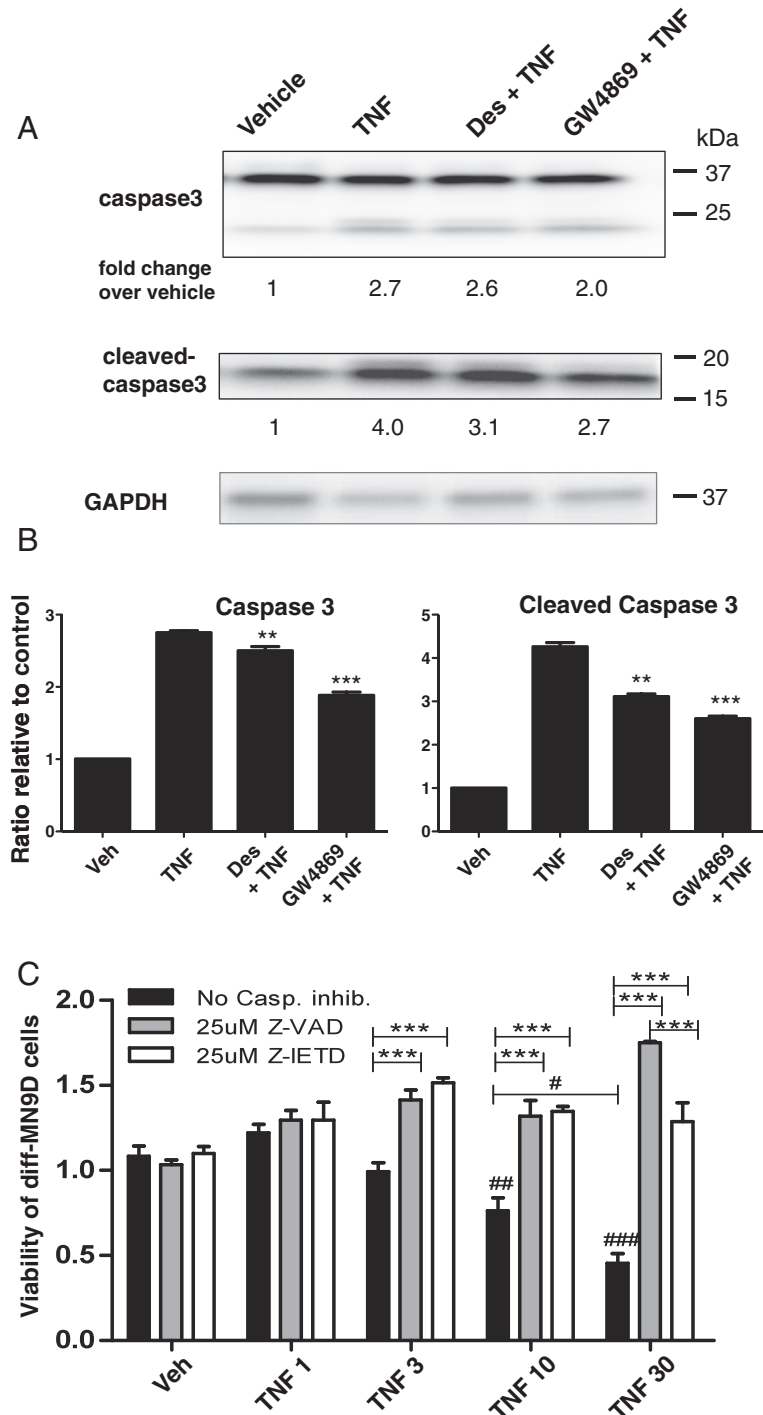 A
Vehicle
TNF
Des + TNF
GW4869 + TNF
kDa
caspase3
37
25
fold change
over vehicle
1 2.7 2.6 2.0
cleaved-
caspase3
20
15
1 4.0 3.1 2.7
GAPDH
37
B
Ratio relative to control
Caspase 3
3
2
1
0
**
***
Veh
TNF
Des
+ TNF
GW4869
+ TNF
Cleaved Caspase 3
5
4
3
2
1
0
**
***
Veh
TNF
Des
+ TNF
GW4869
+ TNF
C
Viability of diff-MN9D cells
2.0
1.5
1.0
0.5
0.0
No Casp. inhib.
25uM Z-VAD
25uM Z-IETD
***
***
***
***
#
##
***
***
***
###
Veh
TNF 1
TNF 3
TNF 10
TNF 30